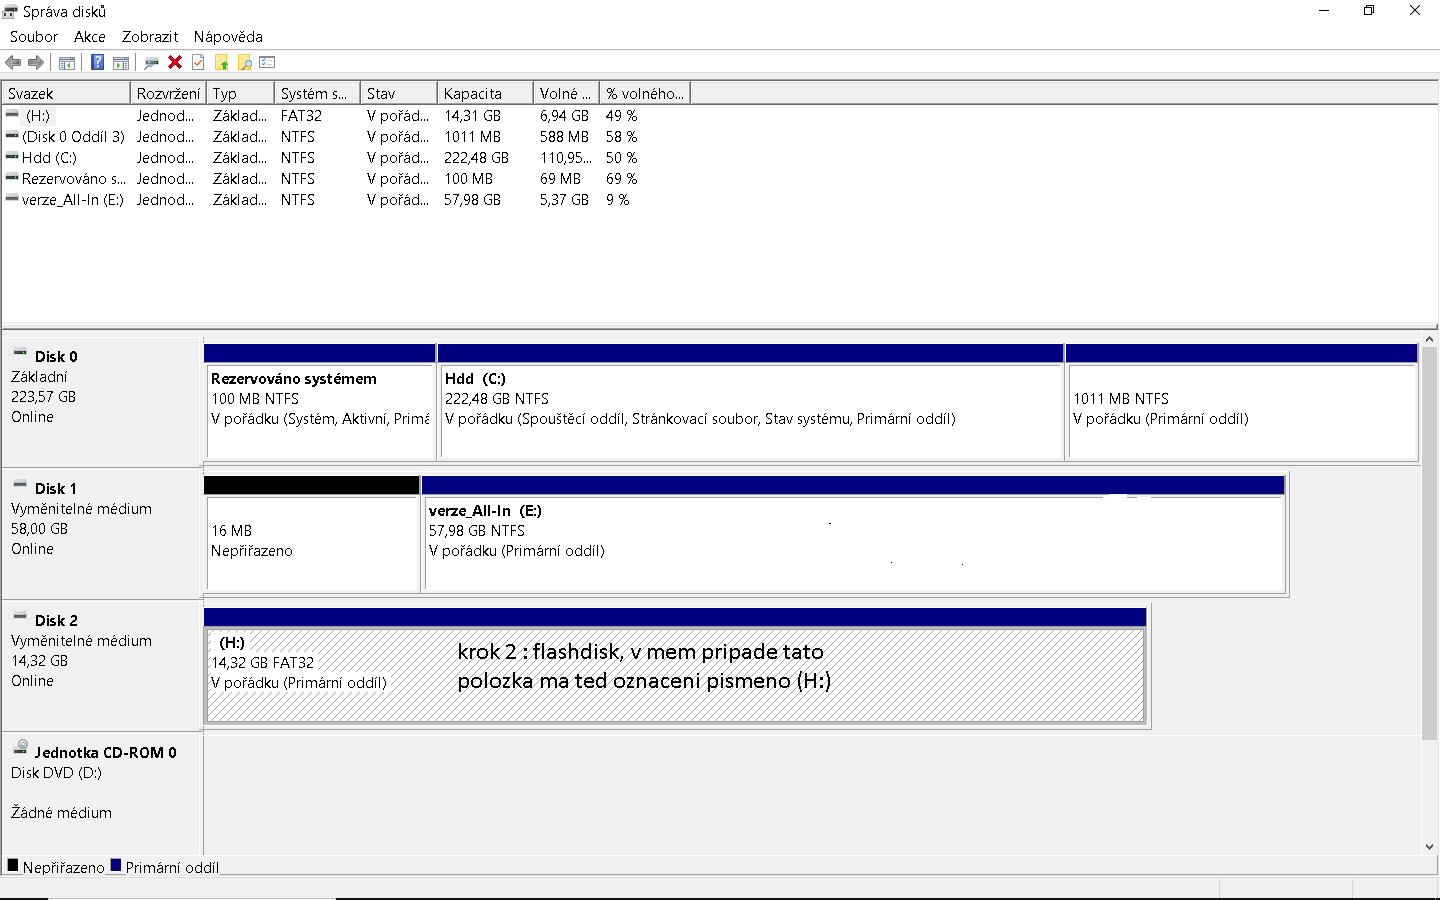 Správa disků
Soubor Akce Zobrazit Nápověda
Svazek Rozvržení Typ Systém s... Stav Kapacita Volné ... % volného...
(H:) Jednod... Základ... FAT32 V pořád... 14,31 GB 6,94 GB 49 %
(Disk 0 Oddíl 3) Jednod... Základ... NTFS V pořád... 1011 MB 588 MB 58 %
Hdd (C:) Jednod... Základ... NTFS V pořád... 222,48 GB 110,95... 50 %
Rezervováno s... Jednod... Základ... NTFS V pořád... 100 MB 69 MB 69 %
verze_All-In (E:) Jednod... Základ... NTFS V pořád... 57,98 GB 5,37 GB 9 %
Disk 0
Základní
223,57 GB
Online
Rezervováno systémem
100 MB NTFS
V pořádku (Systém, Aktivní, Primá
Hdd (C:)
222,48 GB NTFS
V pořádku (Spouštěcí oddíl, Stránkovací soubor, Stav systému, Primární oddíl)
1011 MB NTFS
V pořádku (Primární oddíl)
Disk 1
Vyměnitelné médium
58,00 GB
Online
16 MB
Nepřiřazeno
verze_All-In (E:)
57,98 GB NTFS
V pořádku (Primární oddíl)
Disk 2
Vyměnitelné médium
14,32 GB
Online
(H:)
14,32 GB FAT32
V pořádku (Primární oddíl)
krok 2 : flashdisk, v mem pripade tato
polozka ma ted oznaceni pismeno (H:)
Jednotka CD-ROM 0
Disk DVD (D:)
Žádné médium
Nepřiřazeno Primární oddíl